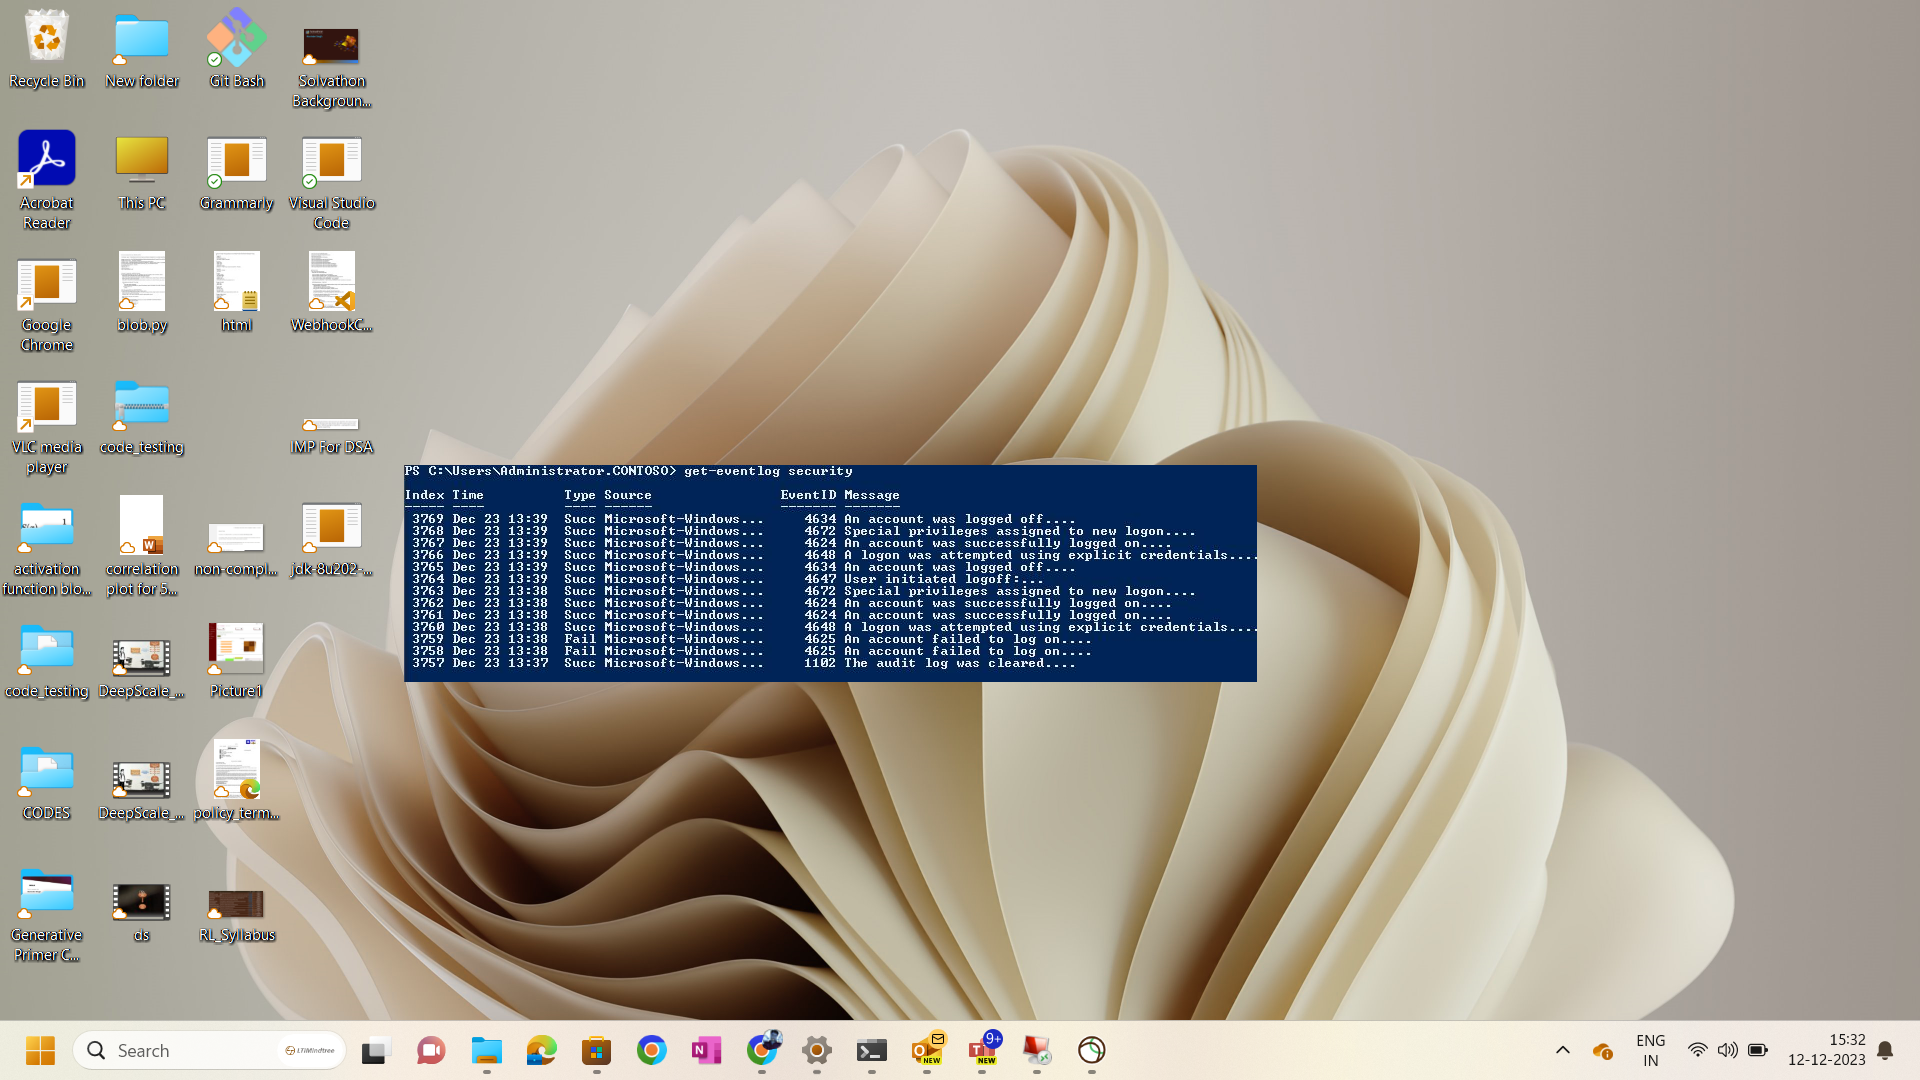 Recycle Bin
New folder
Git Bash
Solvathon
Backgroun...
Acrobat
Reader
This PC
Grammarly
Visual Studio
Code
Google
Chrome
blob.py
html
WebhookC...
VLC media
player
code_testing
IMP For DSA
activation
function blo...
correlation
plot for 5...
non-compl...
jdk-8u202-...
code_testing
DeepScale_...
Picture1
CODES
DeepScale_...
policy_term...
Generative
Primer C...
ds
RL_Syllabus
PS C:\Users\Administrator.CONTOSO> get-eventlog security
Index Time Type Source EventID Message
----- ---- ---- ------ ------- -------
3769 Dec 23 13:39 Succ Microsoft-Windows... 4634 An account was logged off....
3768 Dec 23 13:39 Succ Microsoft-Windows... 4672 Special privileges assigned to new logon....
3767 Dec 23 13:39 Succ Microsoft-Windows... 4624 An account was successfully logged on....
3766 Dec 23 13:39 Succ Microsoft-Windows... 4648 A logon was attempted using explicit credentials....
3765 Dec 23 13:39 Succ Microsoft-Windows... 4634 An account was logged off....
3764 Dec 23 13:39 Succ Microsoft-Windows... 4647 User initiated logoff:...
3763 Dec 23 13:38 Succ Microsoft-Windows... 4672 Special privileges assigned to new logon....
3762 Dec 23 13:38 Succ Microsoft-Windows... 4624 An account was successfully logged on....
3761 Dec 23 13:38 Succ Microsoft-Windows... 4624 An account was successfully logged on....
3760 Dec 23 13:38 Succ Microsoft-Windows... 4648 A logon was attempted using explicit credentials....
3759 Dec 23 13:38 Fail Microsoft-Windows... 4625 An account failed to log on....
3758 Dec 23 13:38 Fail Microsoft-Windows... 4625 An account failed to log on....
3757 Dec 23 13:37 Succ Microsoft-Windows... 1102 The audit log was cleared....
Search
LTIMindtree
NEW
9+
NEW
ENG
IN
15:32
12-12-2023